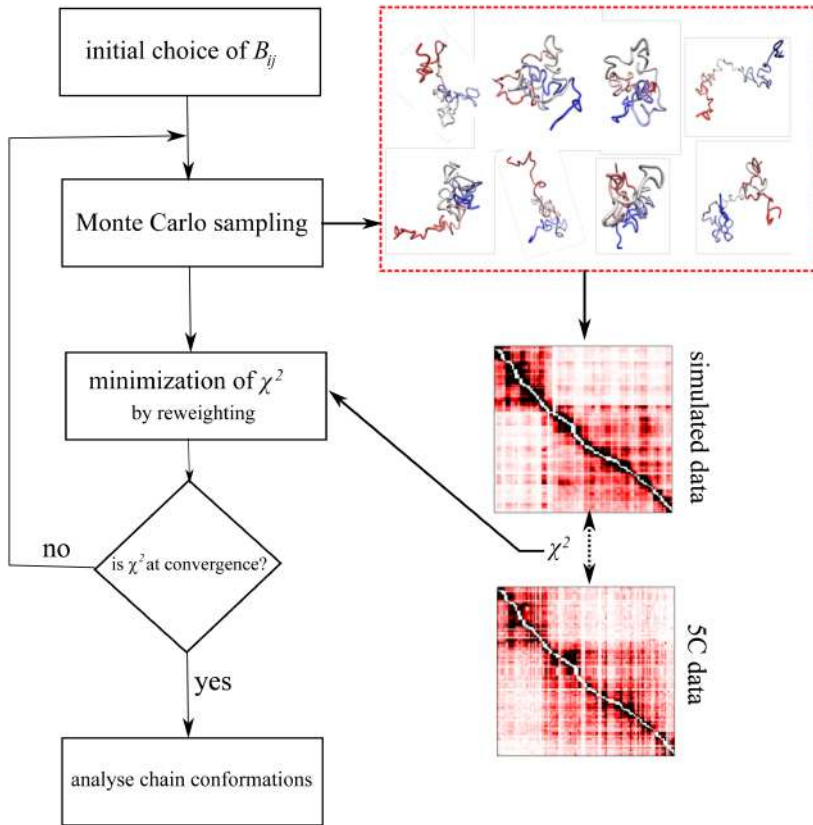 initial choice of B_ij
Monte Carlo sampling
minimization of χ²
by reweighting
is χ² at convergence?
no
yes
analyse chain conformations
simulated data
χ²
5C data